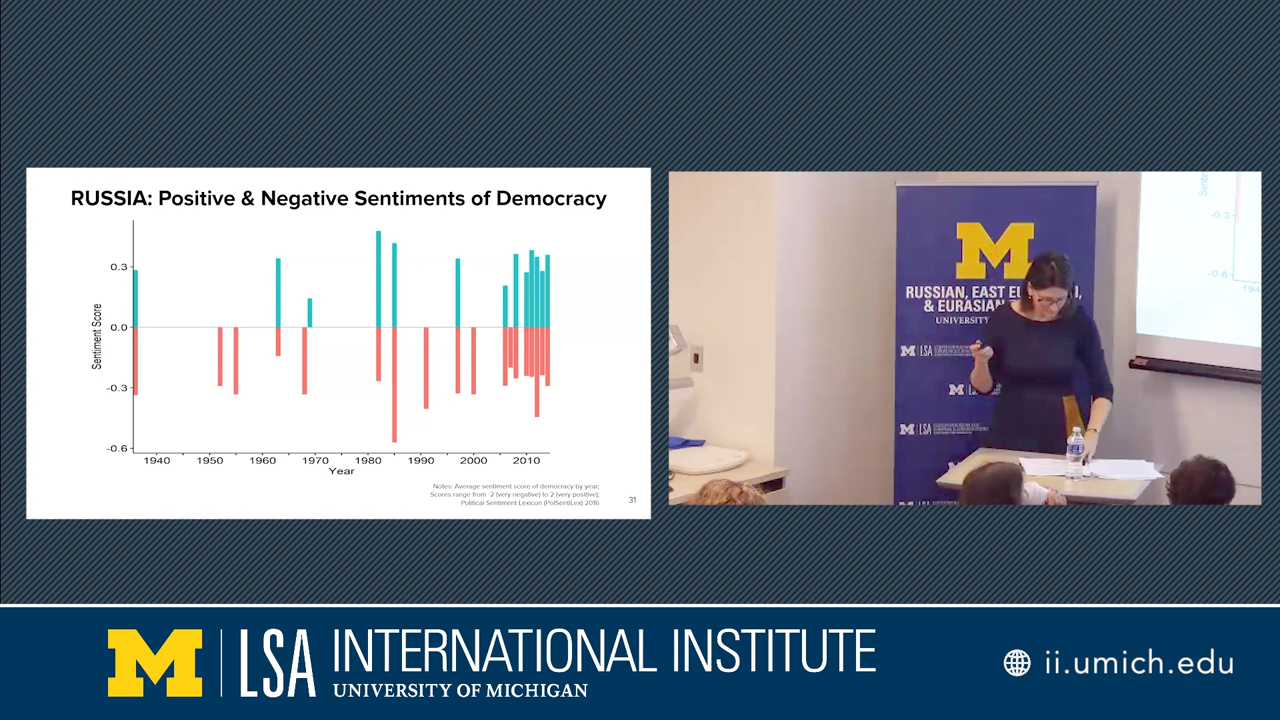 RUSSIA: Positive & Negative Sentiments of Democracy
0.3
0.0
-0.3
-0.6
Sentiment Score
1940 1950 1960 1970 1980 1990 2000 2010
Year
Notes: Average sentiment score of democracy by year;
Scores range from -2 (very negative) to 2 (very positive);
Political Sentiment Lexicon (PolSentiLex) 2016
31
M
RUSSIAN, EAST
& EURASIAN
UNIVERSITY
M LSA
M
M LSA
-0.3
-0.6
M LSA INTERNATIONAL INSTITUTE
UNIVERSITY OF MICHIGAN
ii.umich.edu